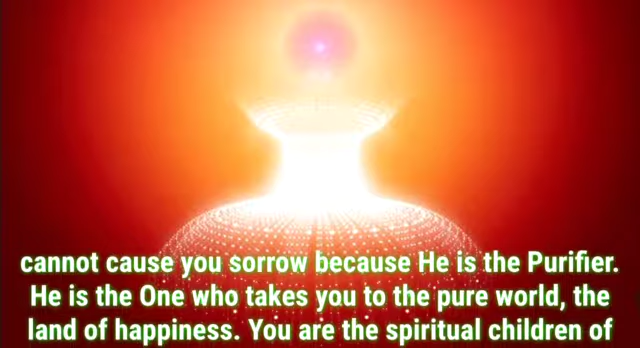 cannot cause you sorrow because He is the Purifier.
He is the One who takes you to the pure world, the
land of happiness. You are the spiritual children of